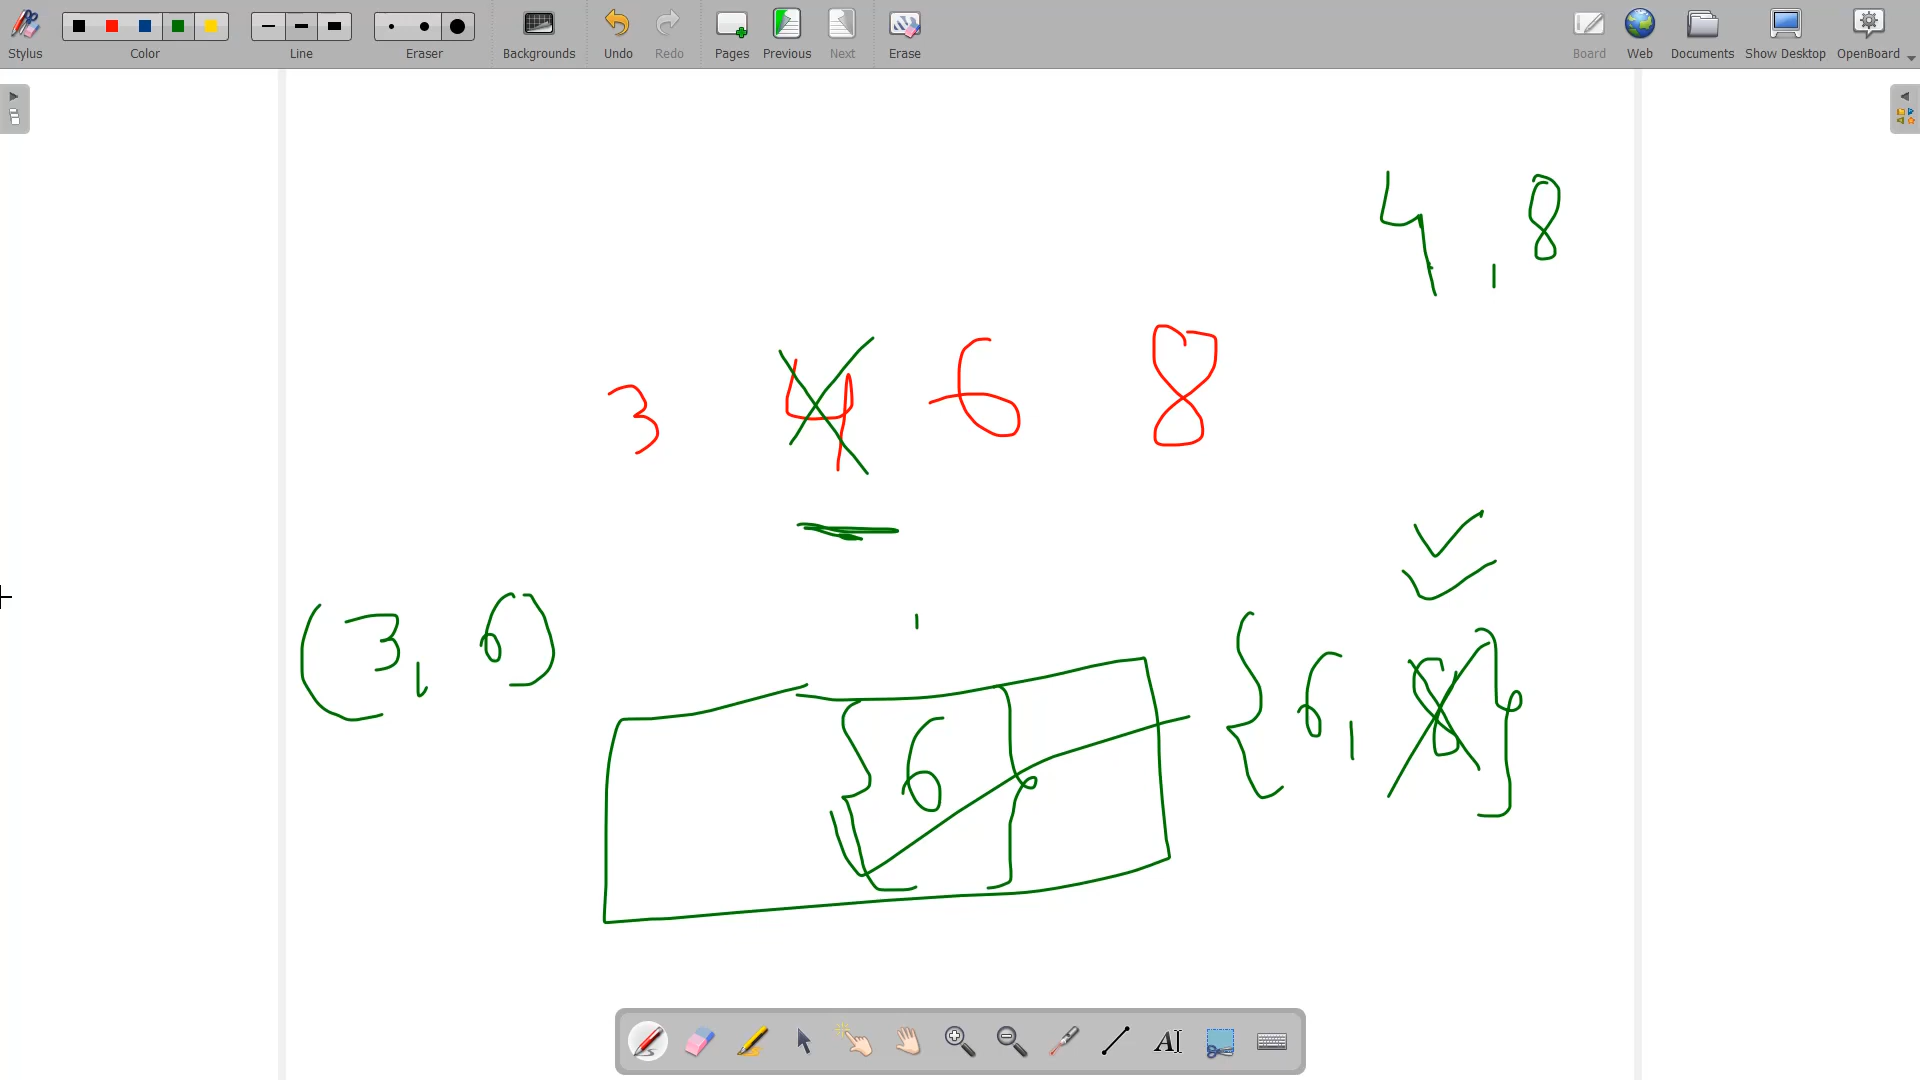 Stylus Color Line Eraser Backgrounds Undo Redo Pages Previous Next Erase Board Web Documents Show Desktop OpenBoard
4 , 8
3 4 6 8
(3, 6)
{6, 8}
{6}